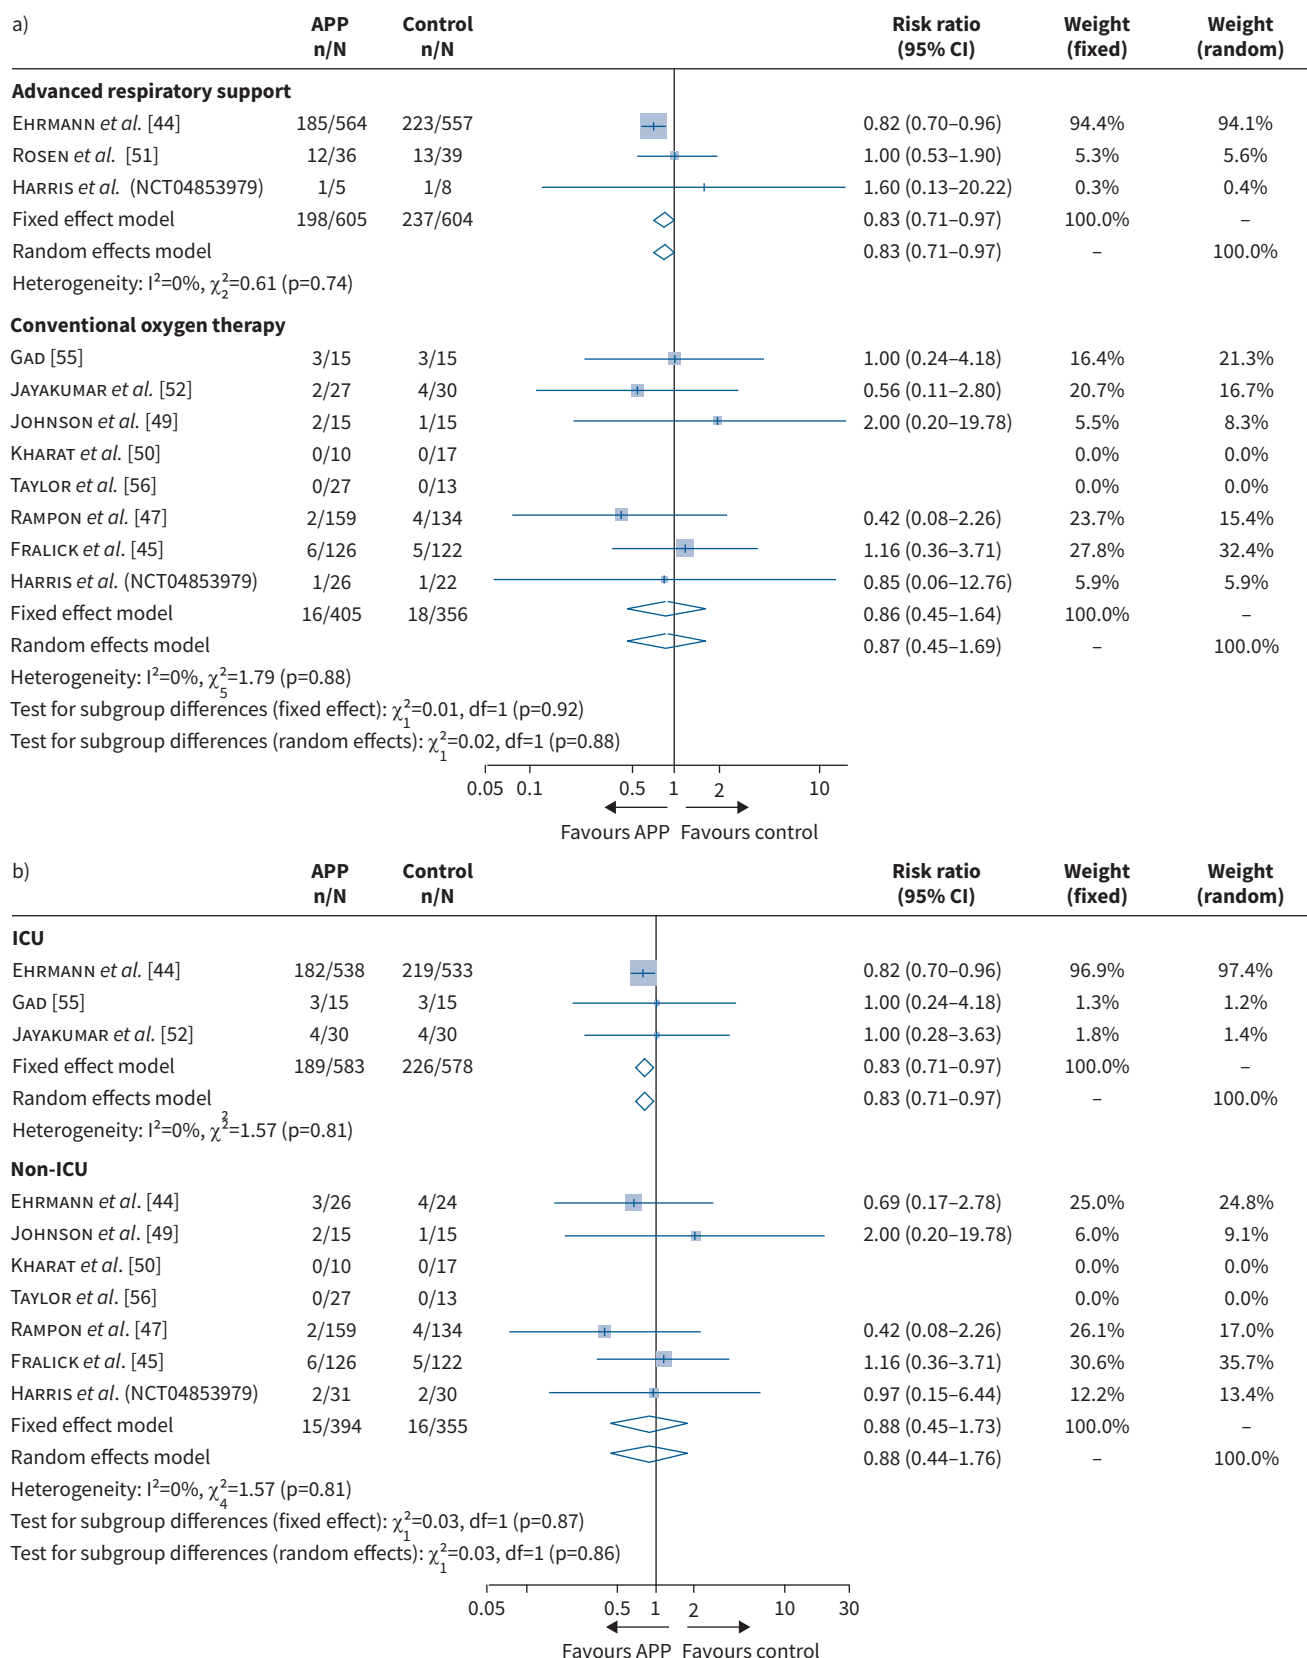 a) APP Control Risk ratio Weight Weight
n/N n/N (95% CI) (fixed) (random)
Advanced respiratory support
EHRMANN et al. [44] 185/564 223/557 0.82 (0.70–0.96) 94.4% 94.1%
ROSEN et al. [51] 12/36 13/39 1.00 (0.53–1.90) 5.3% 5.6%
HARRIS et al. (NCT04853979) 1/5 1/8 1.60 (0.13–20.22) 0.3% 0.4%
Fixed effect model 198/605 237/604 0.83 (0.71–0.97) 100.0% –
Random effects model 0.83 (0.71–0.97) – 100.0%
Heterogeneity: I²=0%, χ²₂=0.61 (p=0.74)
Conventional oxygen therapy
GAD [55] 3/15 3/15 1.00 (0.24–4.18) 16.4% 21.3%
JAYAKUMAR et al. [52] 2/27 4/30 0.56 (0.11–2.80) 20.7% 16.7%
JOHNSON et al. [49] 2/15 1/15 2.00 (0.20–19.78) 5.5% 8.3%
KHARAT et al. [50] 0/10 0/17 0.0% 0.0%
TAYLOR et al. [56] 0/27 0/13 0.0% 0.0%
RAMPON et al. [47] 2/159 4/134 0.42 (0.08–2.26) 23.7% 15.4%
FRALICK et al. [45] 6/126 5/122 1.16 (0.36–3.71) 27.8% 32.4%
HARRIS et al. (NCT04853979) 1/26 1/22 0.85 (0.06–12.76) 5.9% 5.9%
Fixed effect model 16/405 18/356 0.86 (0.45–1.64) 100.0% –
Random effects model 0.87 (0.45–1.69) – 100.0%
Heterogeneity: I²=0%, χ²₅=1.79 (p=0.88)
Test for subgroup differences (fixed effect): χ²₁=0.01, df=1 (p=0.92)
Test for subgroup differences (random effects): χ²₁=0.02, df=1 (p=0.88)
0.05 0.1 0.5 1 2 10
Favours APP Favours control
b) APP Control Risk ratio Weight Weight
n/N n/N (95% CI) (fixed) (random)
ICU
EHRMANN et al. [44] 182/538 219/533 0.82 (0.70–0.96) 96.9% 97.4%
GAD [55] 3/15 3/15 1.00 (0.24–4.18) 1.3% 1.2%
JAYAKUMAR et al. [52] 4/30 4/30 1.00 (0.28–3.63) 1.8% 1.4%
Fixed effect model 189/583 226/578 0.83 (0.71–0.97) 100.0% –
Random effects model 0.83 (0.71–0.97) – 100.0%
Heterogeneity: I²=0%, χ²₂=1.57 (p=0.81)
Non-ICU
EHRMANN et al. [44] 3/26 4/24 0.69 (0.17–2.78) 25.0% 24.8%
JOHNSON et al. [49] 2/15 1/15 2.00 (0.20–19.78) 6.0% 9.1%
KHARAT et al. [50] 0/10 0/17 0.0% 0.0%
TAYLOR et al. [56] 0/27 0/13 0.0% 0.0%
RAMPON et al. [47] 2/159 4/134 0.42 (0.08–2.26) 26.1% 17.0%
FRALICK et al. [45] 6/126 5/122 1.16 (0.36–3.71) 30.6% 35.7%
HARRIS et al. (NCT04853979) 2/31 2/30 0.97 (0.15–6.44) 12.2% 13.4%
Fixed effect model 15/394 16/355 0.88 (0.45–1.73) 100.0% –
Random effects model 0.88 (0.44–1.76) – 100.0%
Heterogeneity: I²=0%, χ²₄=1.57 (p=0.81)
Test for subgroup differences (fixed effect): χ²₁=0.03, df=1 (p=0.87)
Test for subgroup differences (random effects): χ²₁=0.03, df=1 (p=0.86)
0.05 0.5 1 2 10 30
Favours APP Favours control